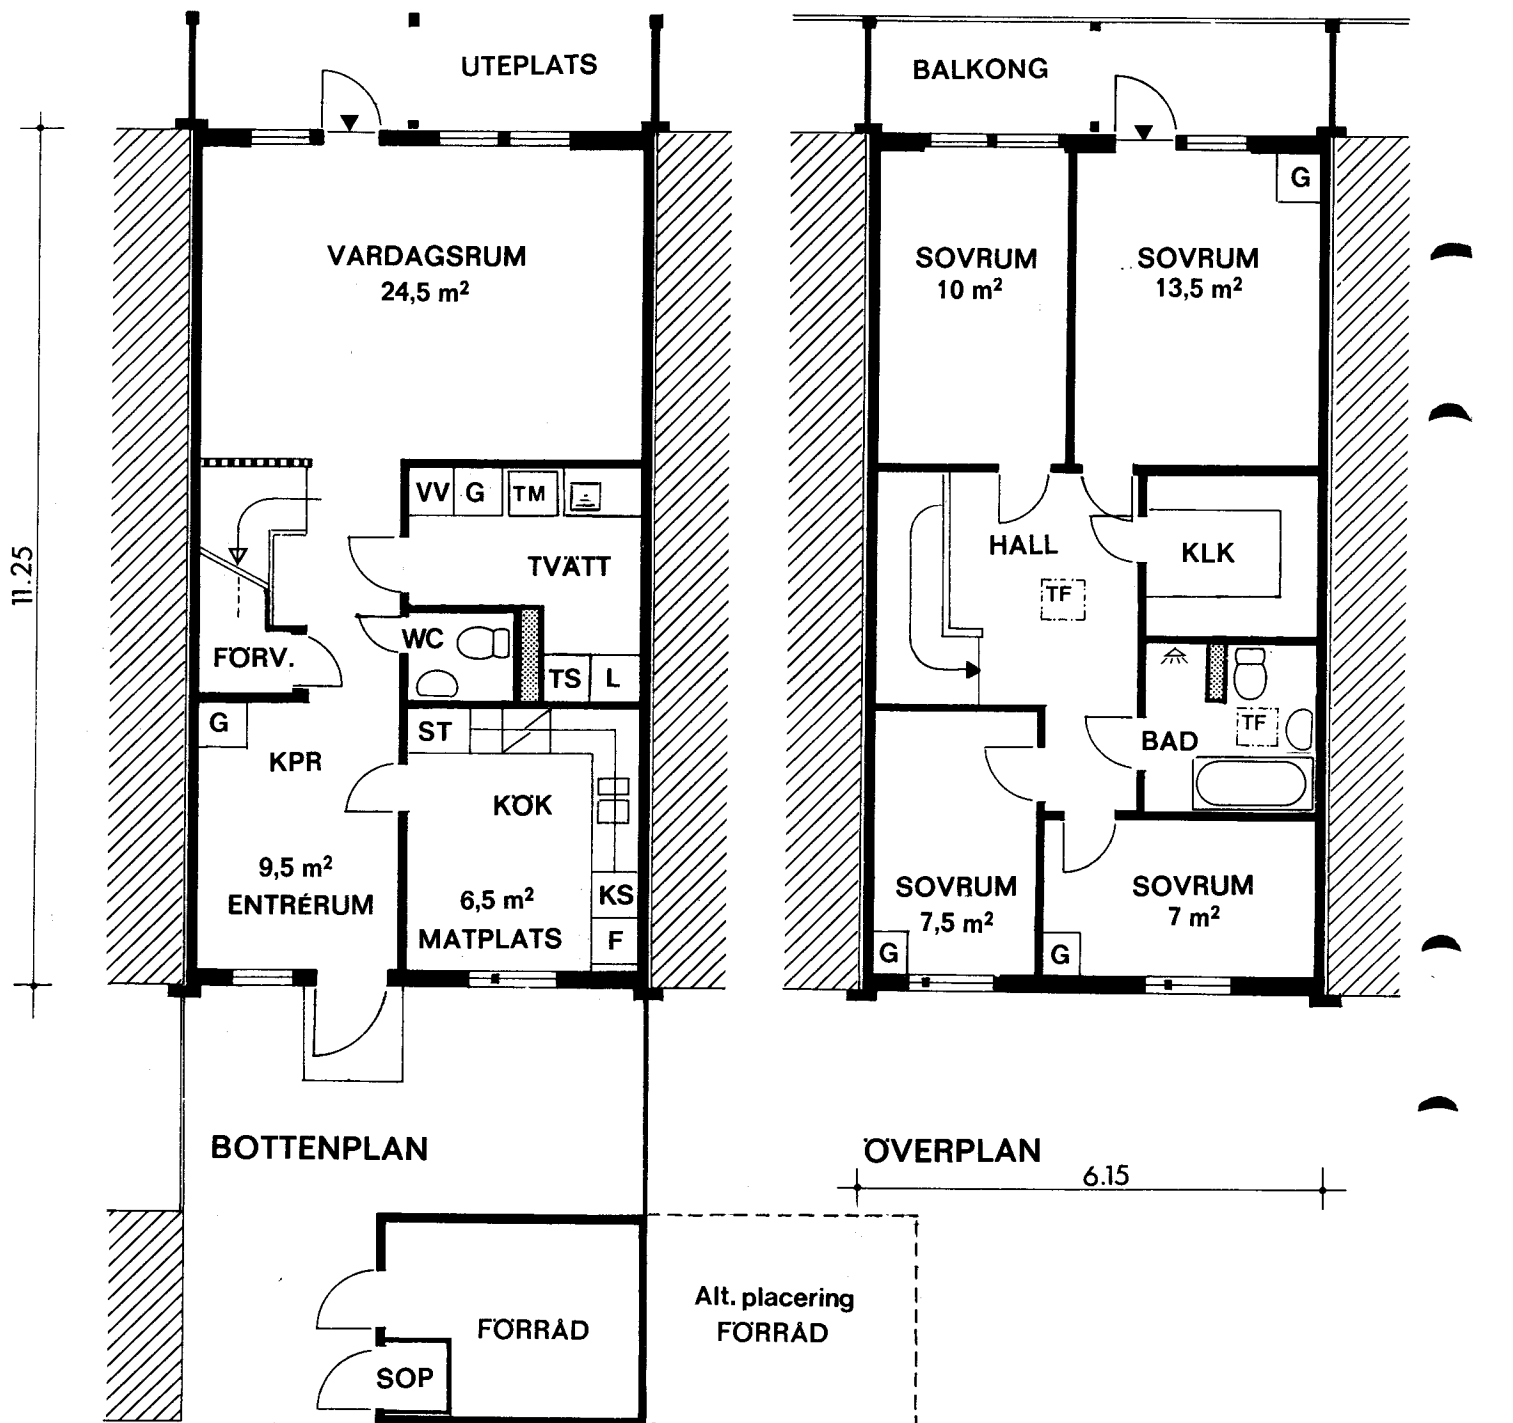 UTEPLATS
VARDAGSRUM
24,5 m²
VV
G
TM
TVÄTT
WC
FÖRV.
TS
L
G
ST
KPR
KÖK
9,5 m²
ENTRÉRUM
6,5 m²
MATPLATS
KS
F
11.25
BOTTENPLAN
FÖRRÅD
SOP
Alt. placering
FÖRRÅD
BALKONG
G
SOVRUM
10 m²
SOVRUM
13,5 m²
HALL
KLK
TF
TF
BAD
SOVRUM
7,5 m²
SOVRUM
7 m²
G
G
ÖVERPLAN
6.15